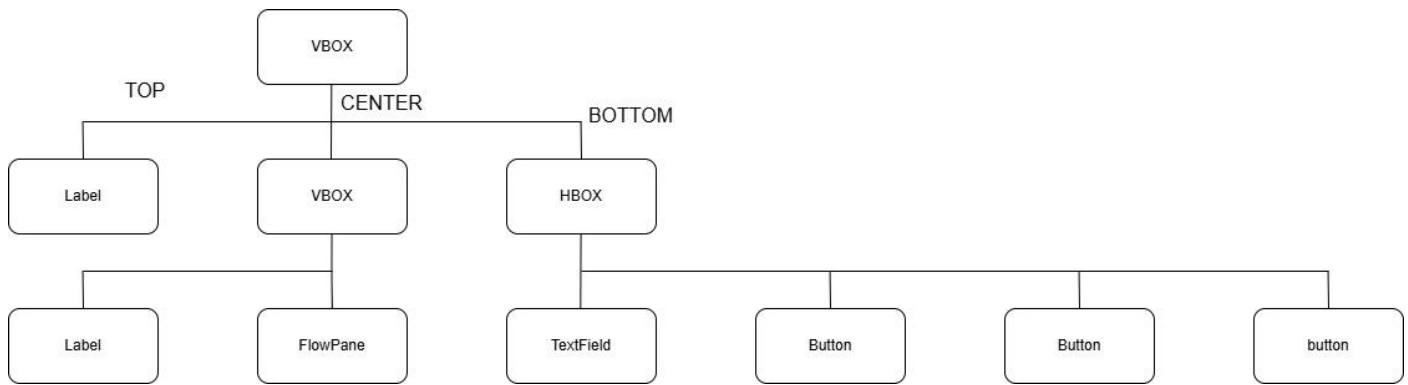 VBOX
TOP
CENTER
BOTTOM
Label
VBOX
HBOX
Label
FlowPane
TextField
Button
Button
button